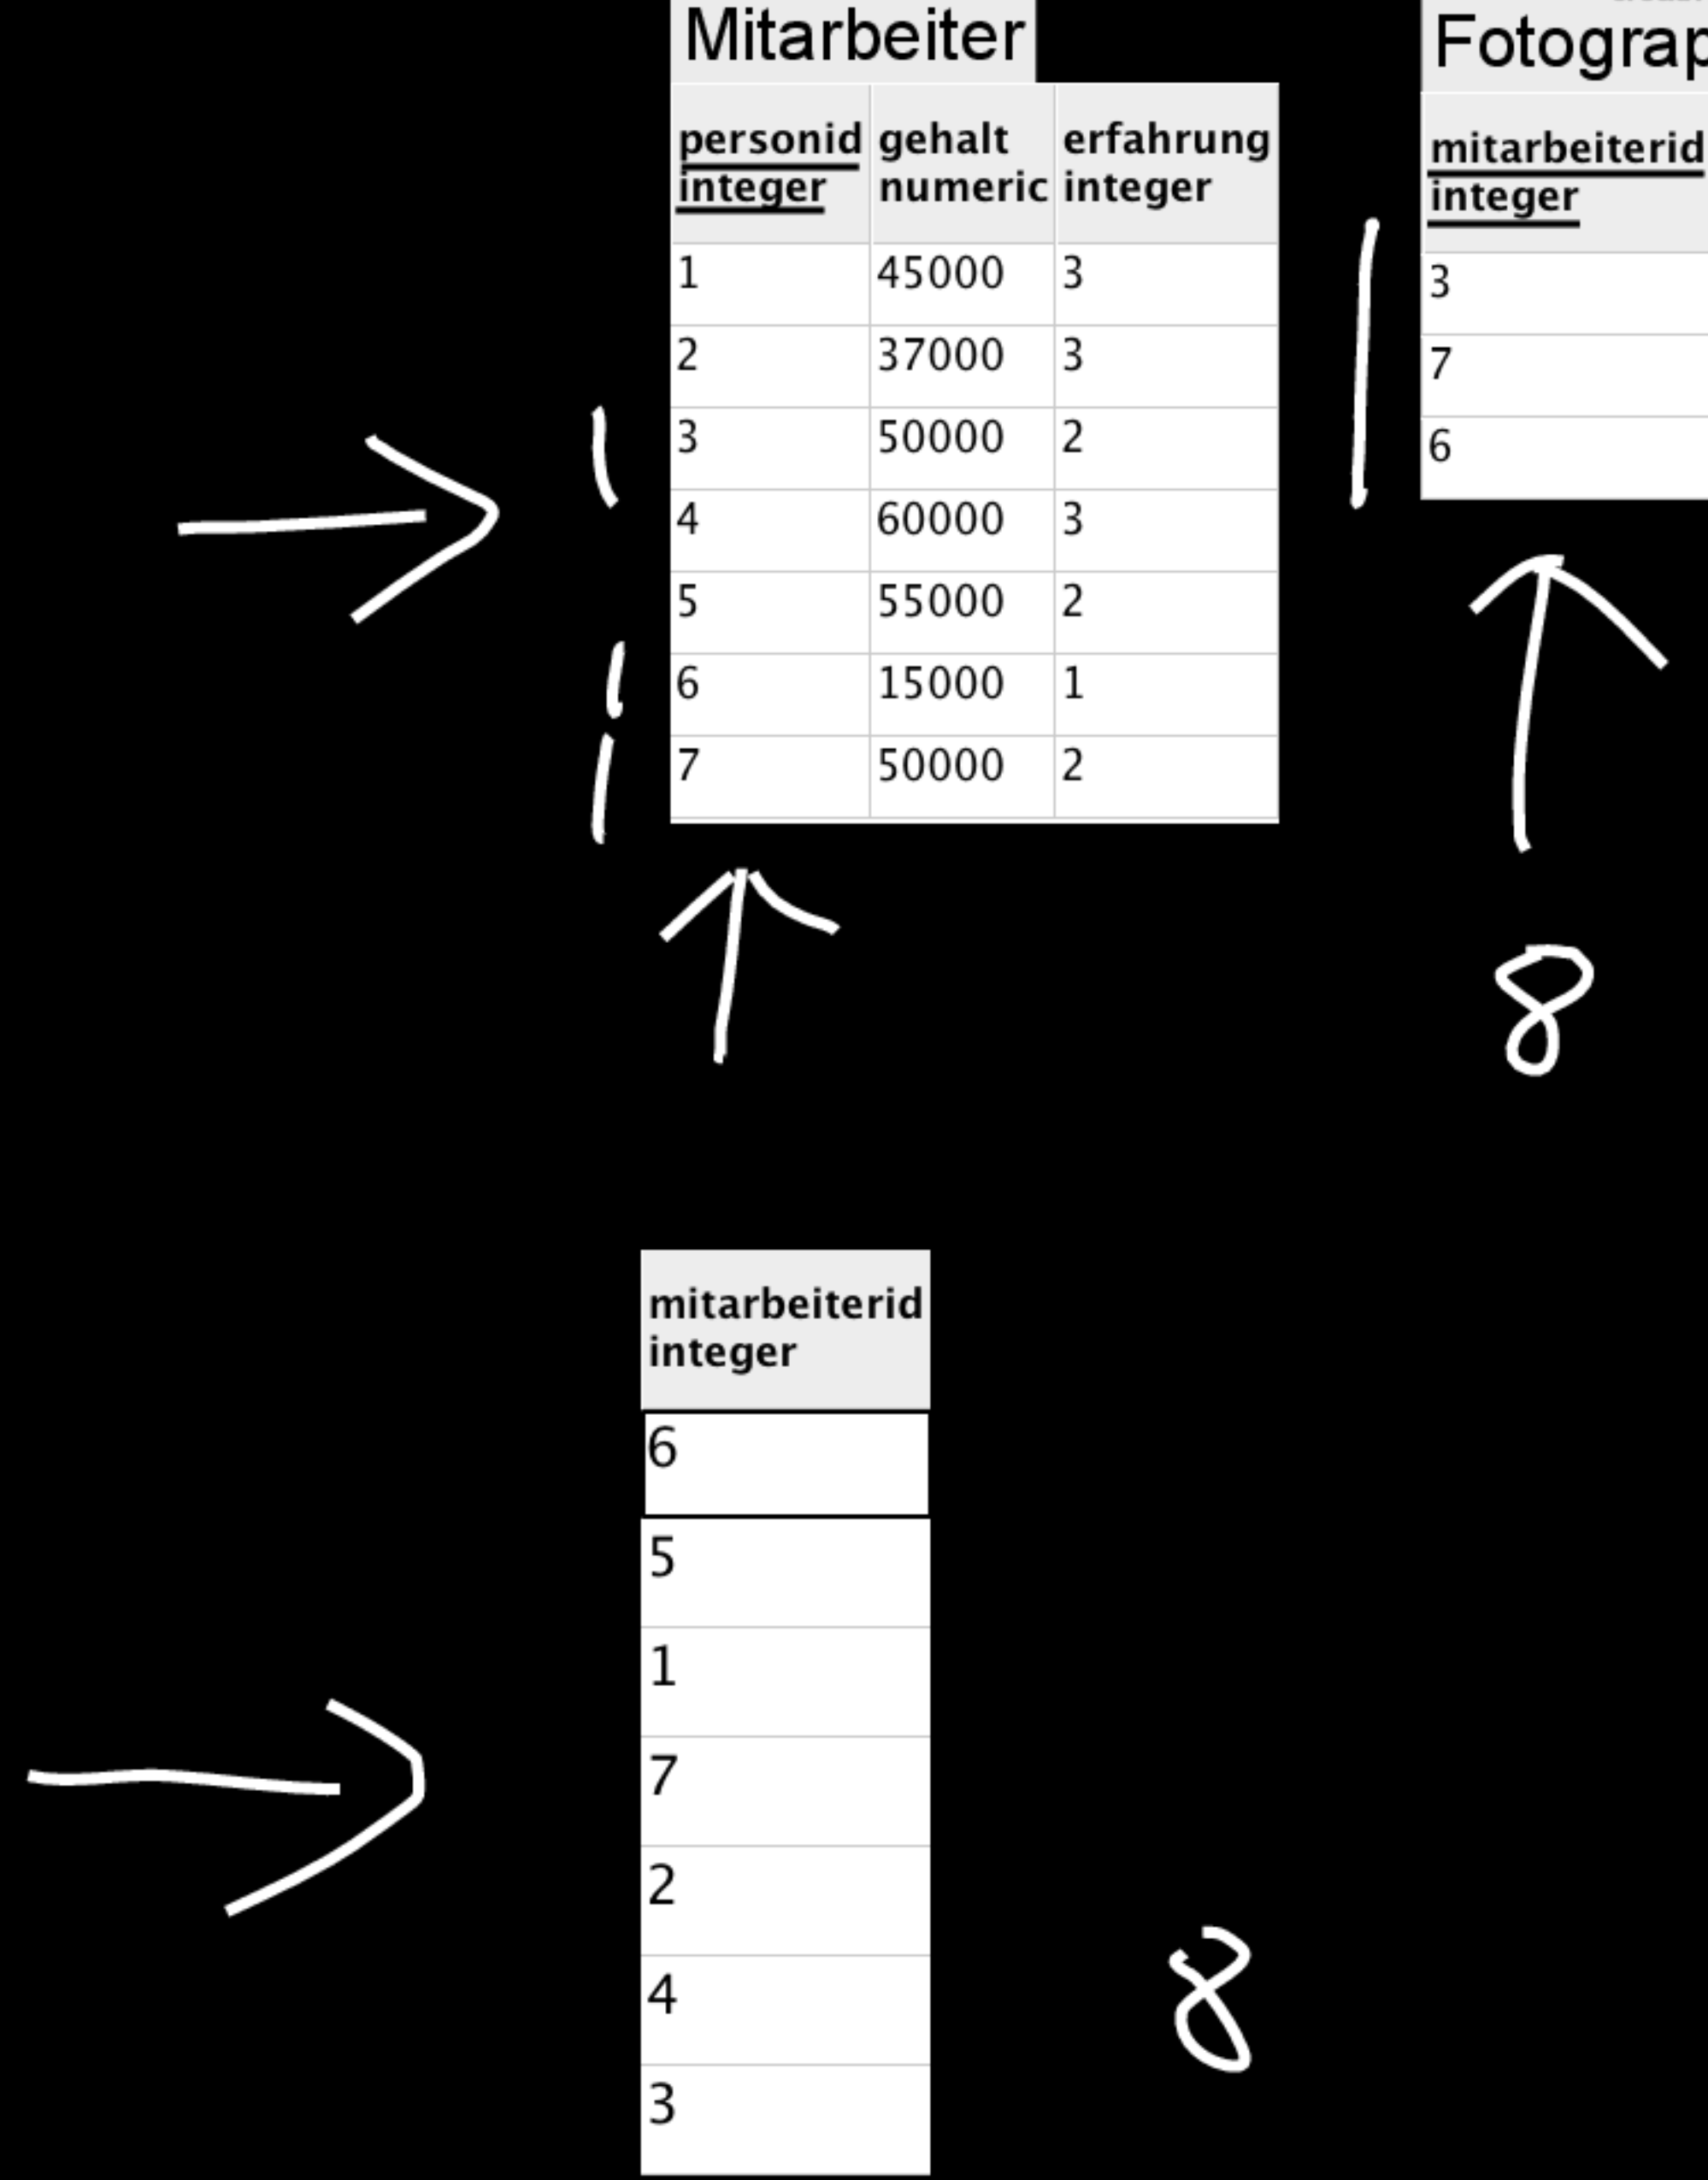 Mitarbeiter
personid gehalt erfahrung
integer numeric integer
1 45000 3
2 37000 3
3 50000 2
4 60000 3
5 55000 2
6 15000 1
7 50000 2
Fotograp
mitarbeiterid
integer
3
7
6
8
mitarbeiterid
integer
6
5
1
7
2
4
3
8